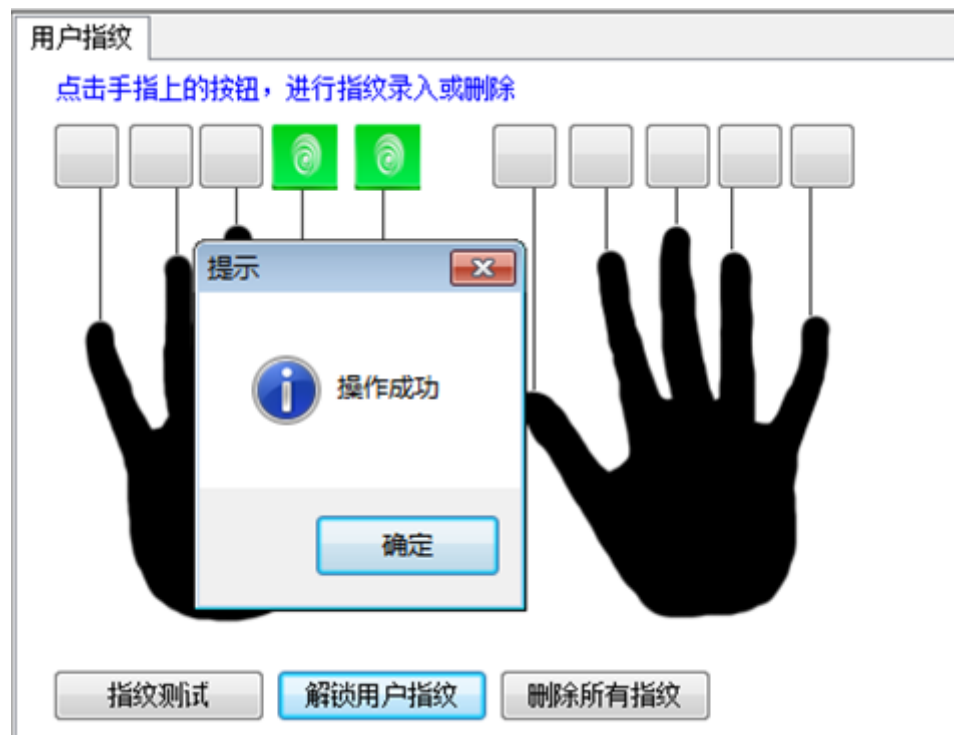 用户指纹
点击手指上的按钮，进行指纹录入或删除
提示
操作成功
确定
指纹测试
解锁用户指纹
删除所有指纹